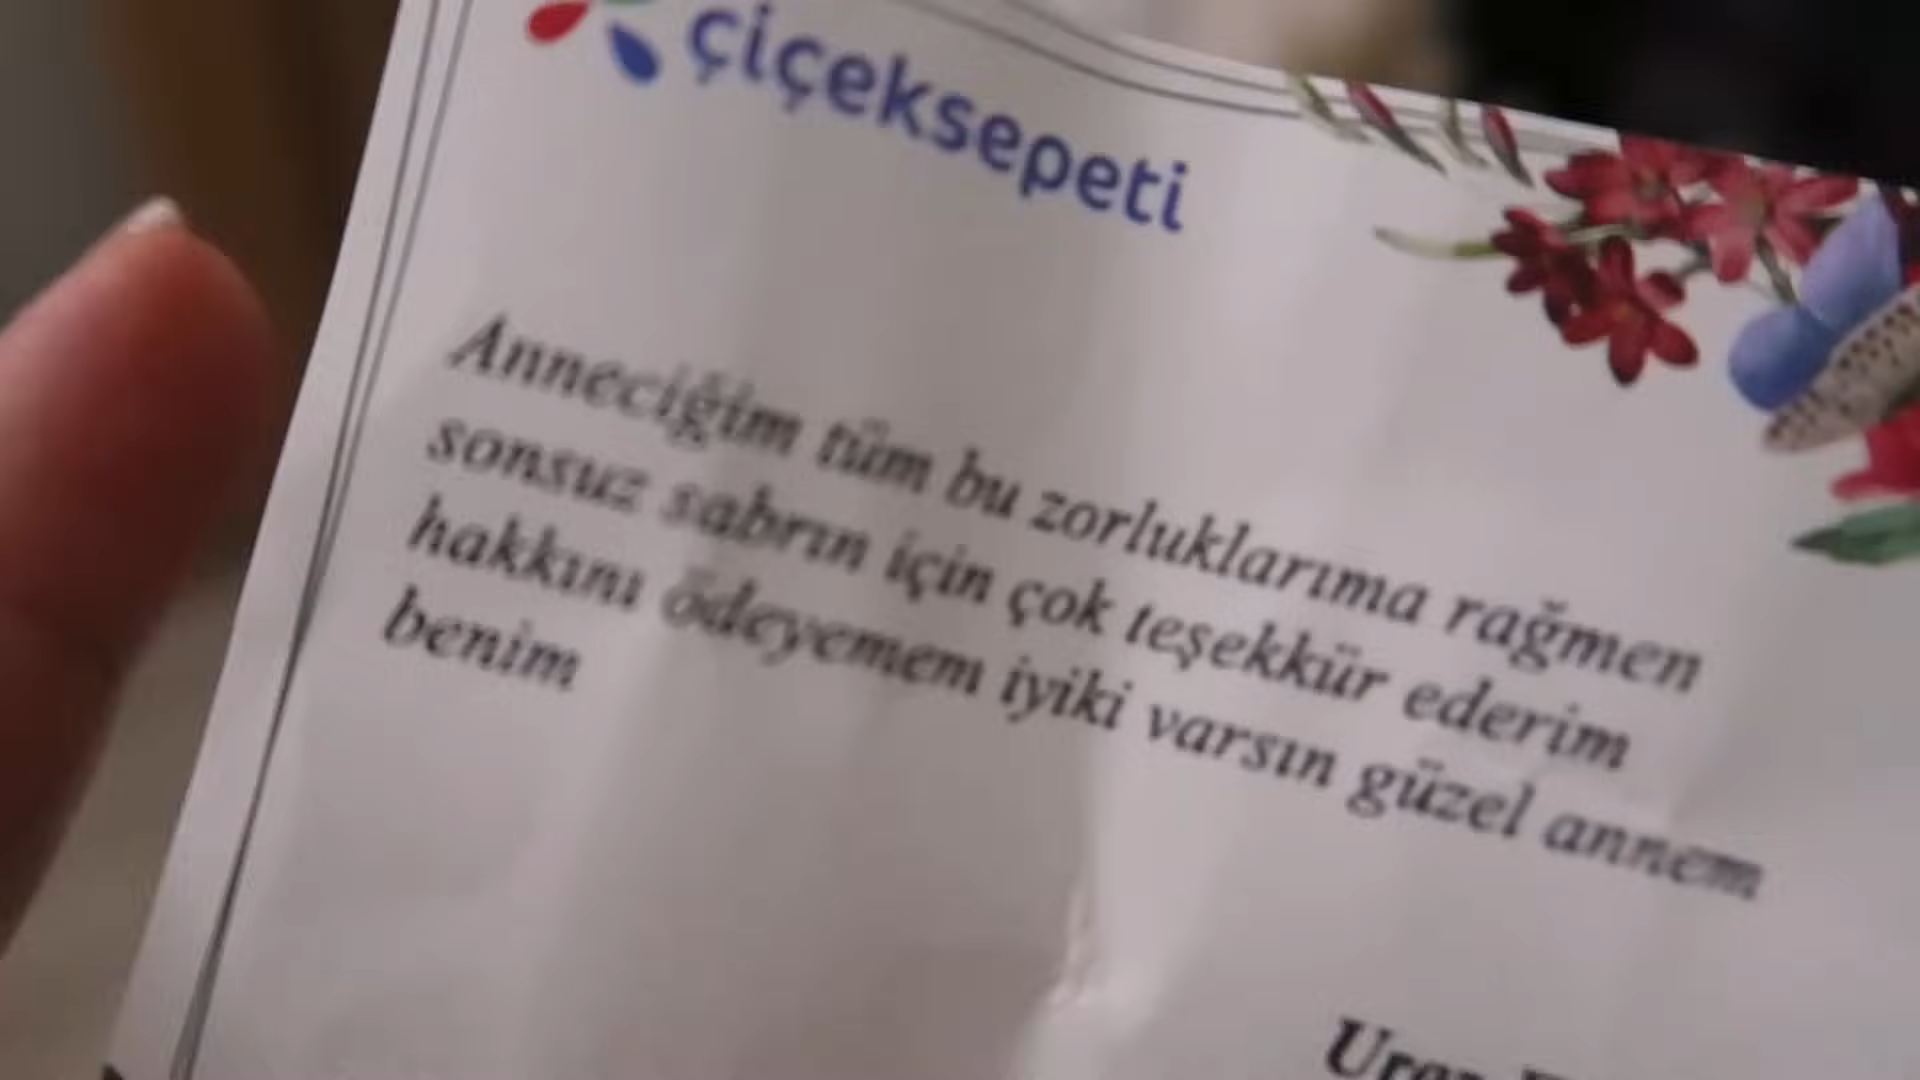 çiçeksepeti
Anneciğim tüm bu zorluklarıma rağmen
sonsuz sabrın için çok teşekkür ederim
hakkını ödeyemem iyiki varsın güzel annem
benim